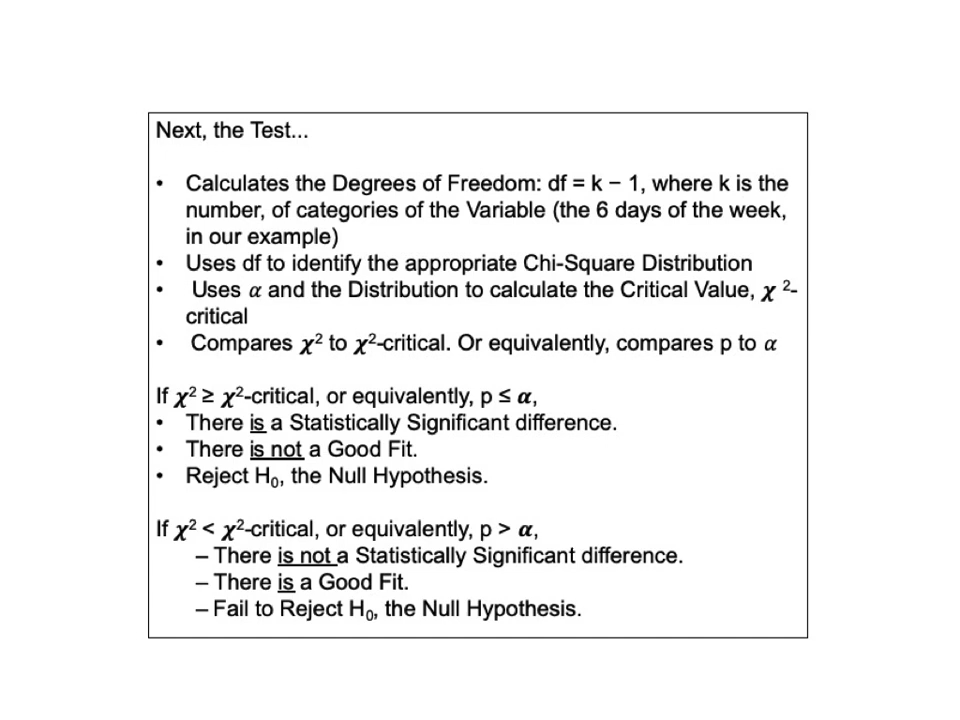 Next, the Test...
• Calculates the Degrees of Freedom: df = k − 1, where k is the
number, of categories of the Variable (the 6 days of the week,
in our example)
• Uses df to identify the appropriate Chi-Square Distribution
• Uses α and the Distribution to calculate the Critical Value, χ ²-
critical
• Compares χ² to χ²-critical. Or equivalently, compares p to α
If χ² ≥ χ²-critical, or equivalently, p ≤ α,
• There is a Statistically Significant difference.
• There is not a Good Fit.
• Reject H₀, the Null Hypothesis.
If χ² < χ²-critical, or equivalently, p > α,
– There is not a Statistically Significant difference.
– There is a Good Fit.
– Fail to Reject H₀, the Null Hypothesis.